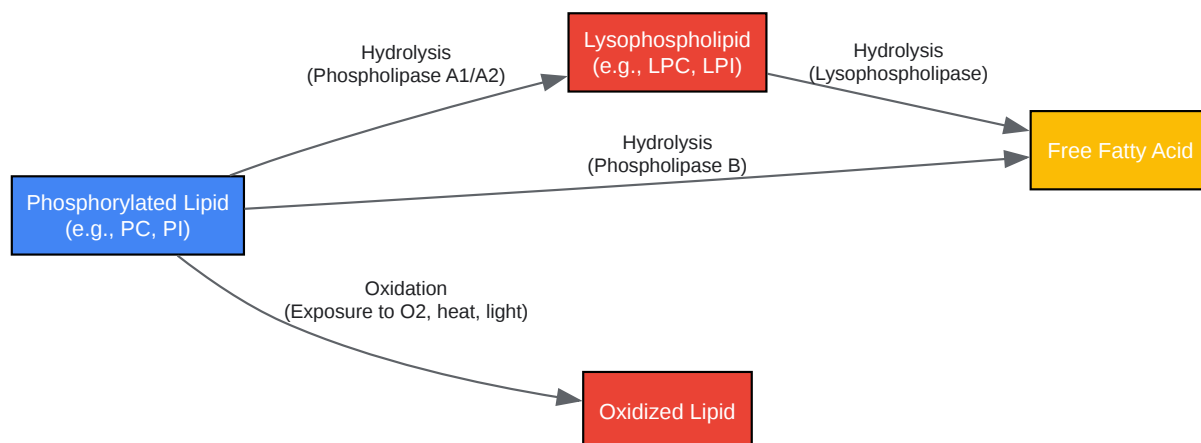 Lysophospholipid
(e.g., LPC, LPI)
Hydrolysis
(Phospholipase A1/A2)
Hydrolysis
(Lysophospholipase)
Free Fatty Acid
Hydrolysis
(Phospholipase B)
Phosphorylated Lipid
(e.g., PC, PI)
Oxidation
(Exposure to O2, heat, light)
Oxidized Lipid